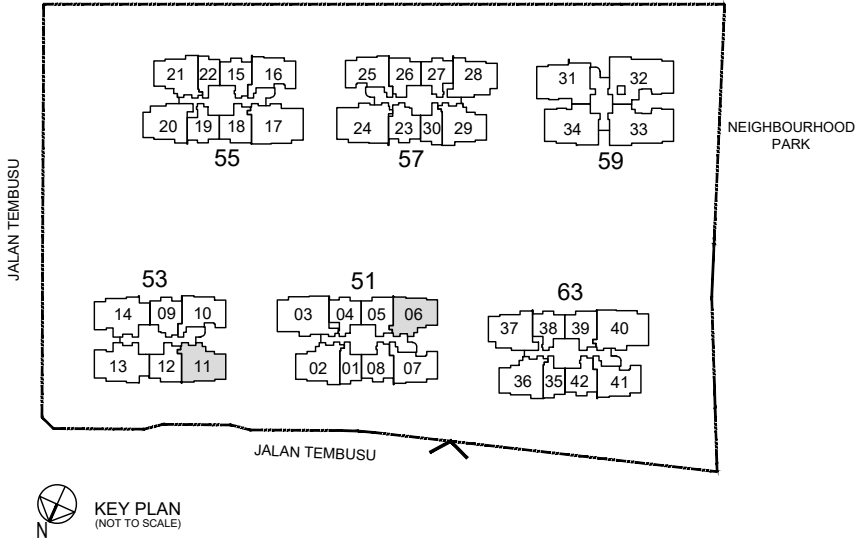 21 22 15 16
25 26 27 28
31 32
20 19 18 17
24 23 30 29
34 33
55
57
59
NEIGHBOURHOOD
PARK
JALAN TEMBUSU
53
51
63
14 09 10
03 04 05 06
37 38 39 40
13 12 11
02 01 08 07
36 35 42 41
JALAN TEMBUSU
N
KEY PLAN
(NOT TO SCALE)